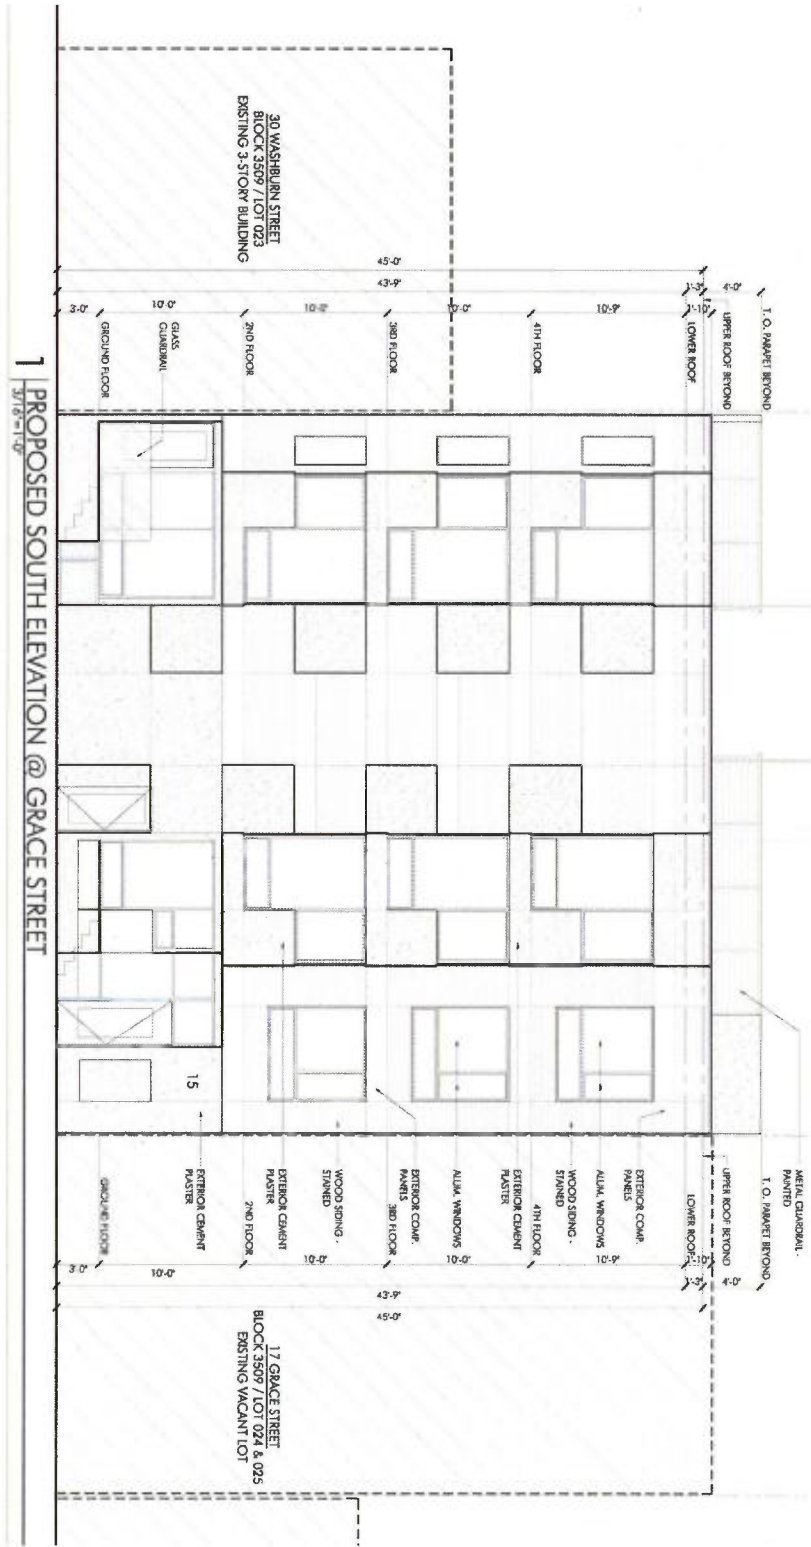 30 WASHBURN STREET
BLOCK 3509 / LOT 023
EXISTING 3-STORY BUILDING
T. O. PARAPET BEYOND
UPPER ROOF BEYOND
LOWER ROOF
4TH FLOOR
3RD FLOOR
2ND FLOOR
GLASS
GUARDRAIL
GROUND FLOOR
4'-0"
1'-3"
1'-10"
10'-9"
10'-0"
10'-0"
10'-0"
3'-0"
43'-9"
45'-0"
15
METAL GUARDRAIL -
PAINTED
T. O. PARAPET BEYOND
UPPER ROOF BEYOND
LOWER ROOF
EXTERIOR COMP.
PANELS
ALUM. WINDOWS
WOOD SIDING -
STAINED
4TH FLOOR
EXTERIOR CEMENT
PLASTER
ALUM. WINDOWS
EXTERIOR COMP.
PANELS
3RD FLOOR
WOOD SIDING -
STAINED
EXTERIOR CEMENT
PLASTER
2ND FLOOR
EXTERIOR CEMENT
PLASTER
GROUND FLOOR
4'-0"
1'-3"
1'-10"
10'-9"
10'-0"
10'-0"
10'-0"
3'-0"
43'-9"
45'-0"
17 GRACE STREET
BLOCK 3509 / LOT 024 & 025
EXISTING VACANT LOT
1 PROPOSED SOUTH ELEVATION @ GRACE STREET
3/16"=1'-0"